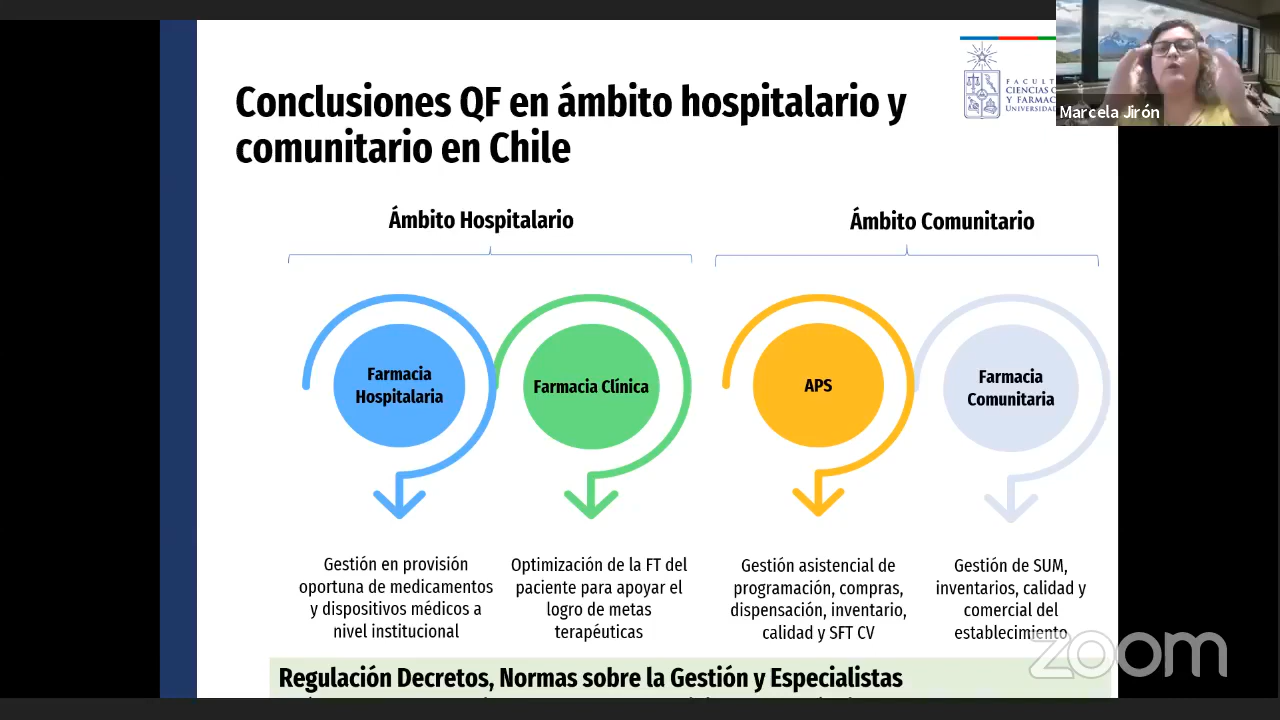 Conclusiones QF en ámbito hospitalario y
comunitario en Chile
FACULT
CIENCIAS
Y FARMAC
UNIVERSIDA
Marcela Jirón
Ámbito Hospitalario
Ámbito Comunitario
Farmacia
Hospitalaria
Farmacia Clínica
APS
Farmacia
Comunitaria
Gestión en provisión
oportuna de medicamentos
y dispositivos médicos a
nivel institucional
Optimización de la FT del
paciente para apoyar el
logro de metas
terapéuticas
Gestión asistencial de
programación, compras,
dispensación, inventario,
calidad y SFT CV
Gestión de SUM,
inventarios, calidad y
comercial del
establecimiento
zoom
Regulación Decretos, Normas sobre la Gestión y Especialistas